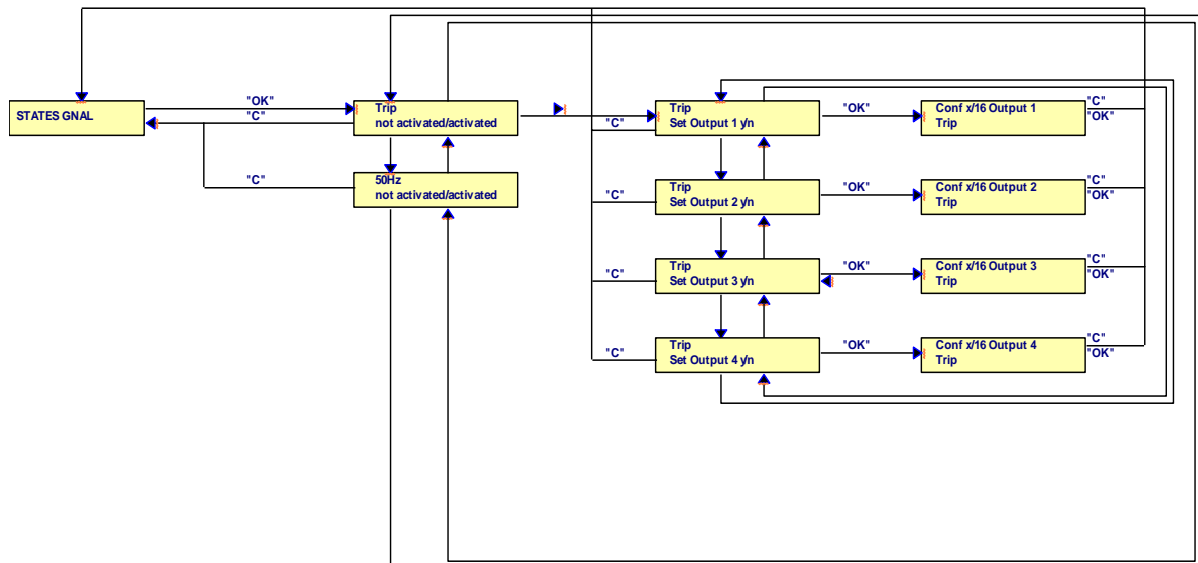 STATES GNAL
"OK"
"C"
Trip
not activated/activated
"C"
50Hz
not activated/activated
"C"
Trip
Set Output 1 y/n
"OK"
Conf x/16 Output 1
Trip
"C"
"OK"
"C"
Trip
Set Output 2 y/n
"OK"
Conf x/16 Output 2
Trip
"C"
"OK"
"C"
Trip
Set Output 3 y/n
"OK"
Conf x/16 Output 3
Trip
"C"
"OK"
"C"
Trip
Set Output 4 y/n
"OK"
Conf x/16 Output 4
Trip
"C"
"OK"